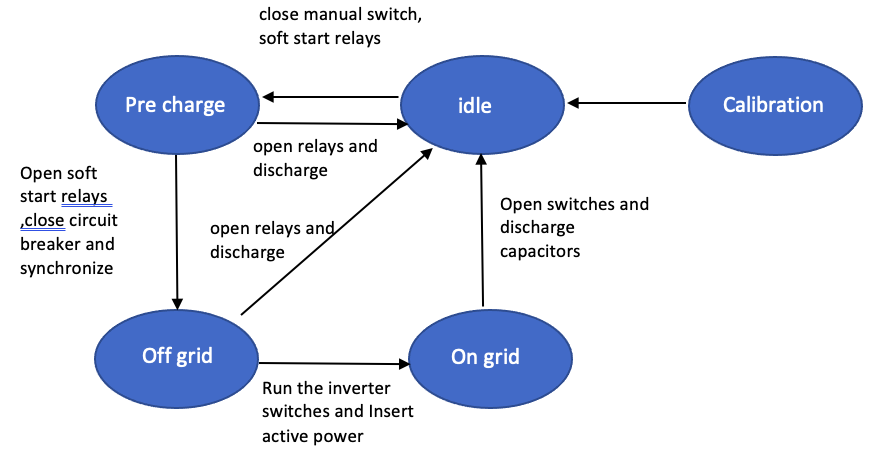 close manual switch,
soft start relays
Pre charge
idle
Calibration
open relays and
discharge
Open soft
start relays
,close circuit
breaker and
synchronize
open relays and
discharge
Open switches and
discharge
capacitors
Off grid
On grid
Run the inverter
switches and Insert
active power